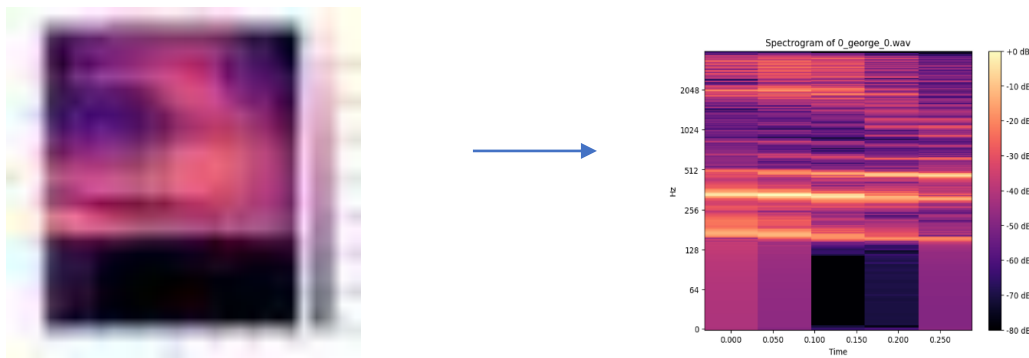 Spectrogram of 0_george_0.wav
+0 dB
-10 dB
-20 dB
-30 dB
-40 dB
-50 dB
-60 dB
-70 dB
-80 dB
2048
1024
512
256
128
64
0
Hz
0.000 0.050 0.100 0.150 0.200 0.250
Time